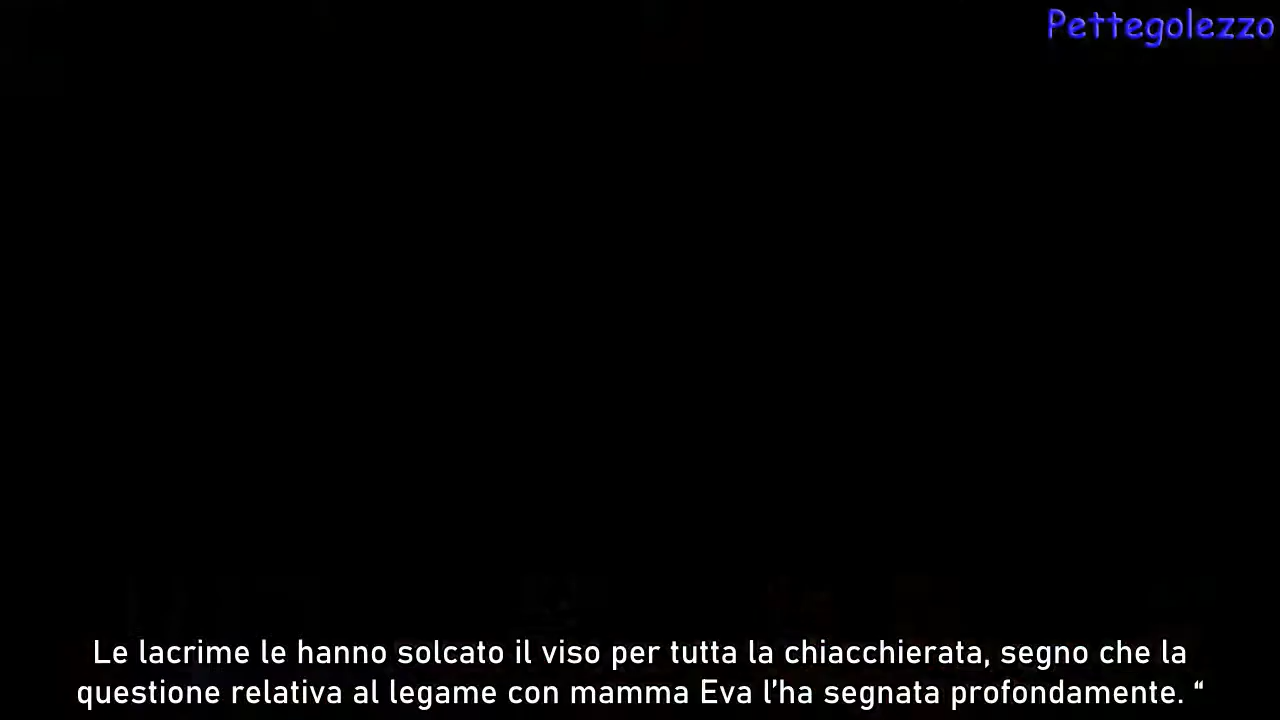 Pettegolezzo
Le lacrime le hanno solcato il viso per tutta la chiacchierata, segno che la
questione relativa al legame con mamma Eva l’ha segnata profondamente. “